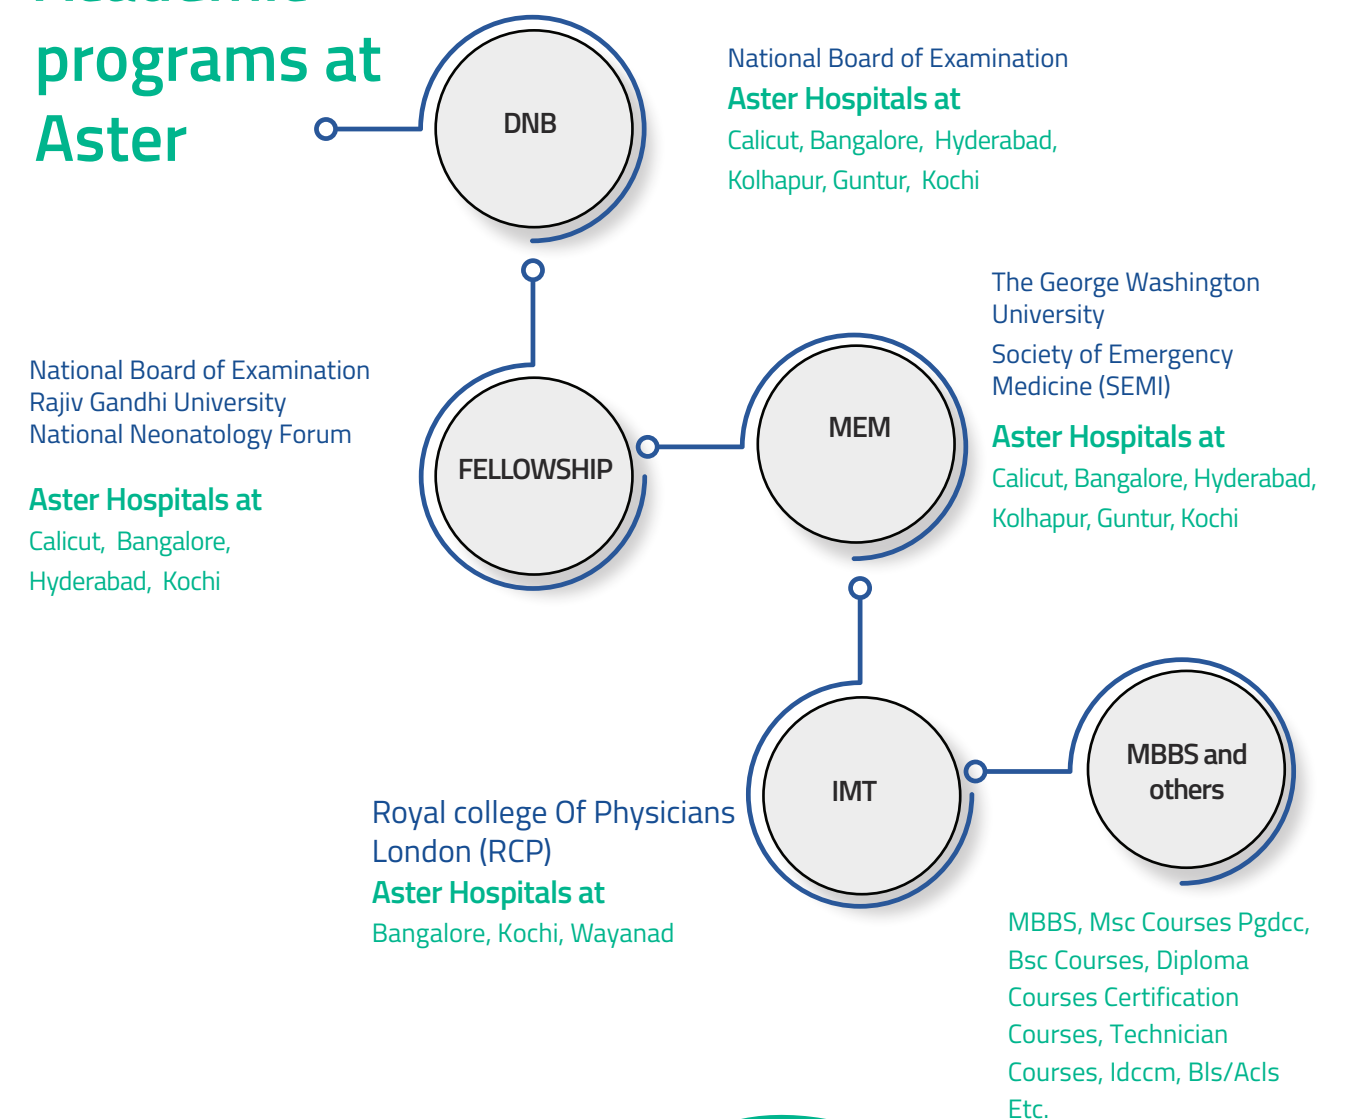 programs at
Aster
DNB
National Board of Examination
Aster Hospitals at
Calicut, Bangalore, Hyderabad,
Kolhapur, Guntur, Kochi
National Board of Examination
Rajiv Gandhi University
National Neonatology Forum
Aster Hospitals at
Calicut, Bangalore,
Hyderabad, Kochi
FELLOWSHIP
MEM
The George Washington
University
Society of Emergency
Medicine (SEMI)
Aster Hospitals at
Calicut, Bangalore, Hyderabad,
Kolhapur, Guntur, Kochi
Royal college Of Physicians
London (RCP)
Aster Hospitals at
Bangalore, Kochi, Wayanad
IMT
MBBS and
others
MBBS, Msc Courses Pgdcc,
Bsc Courses, Diploma
Courses Certification
Courses, Technician
Courses, Idccm, Bls/Acls
Etc.